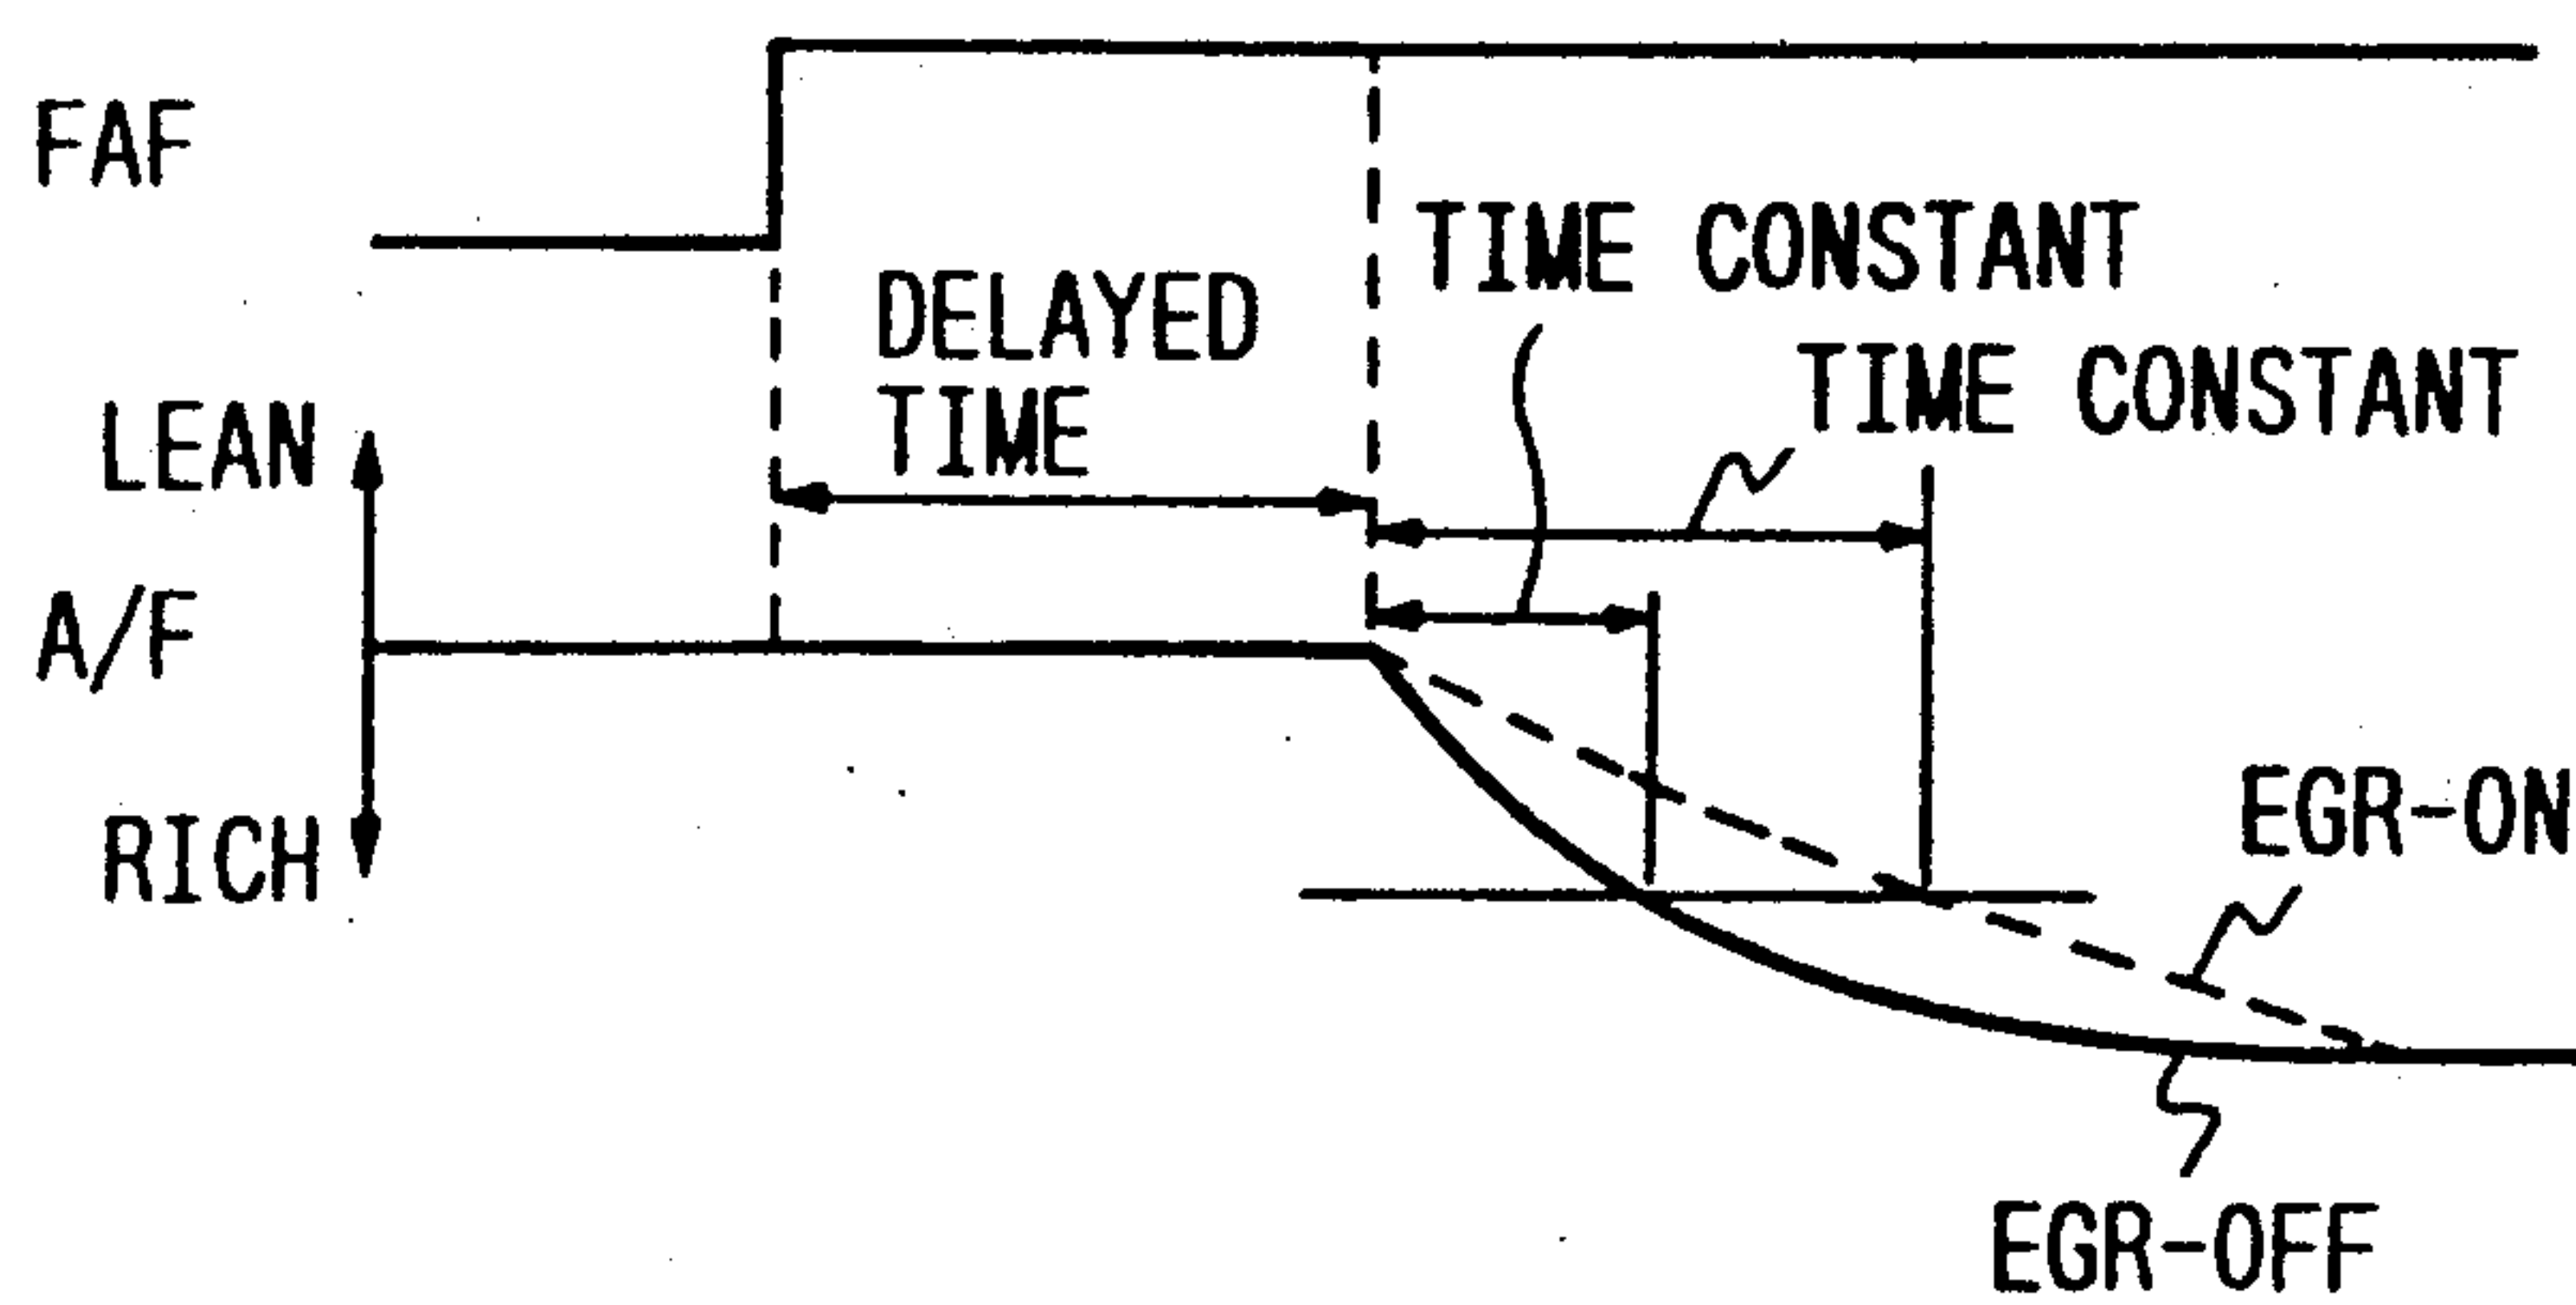 FAF
TIME CONSTANT
DELAYED
TIME
TIME CONSTANT
LEAN
A/F
RICH
EGR-ON
EGR-OFF